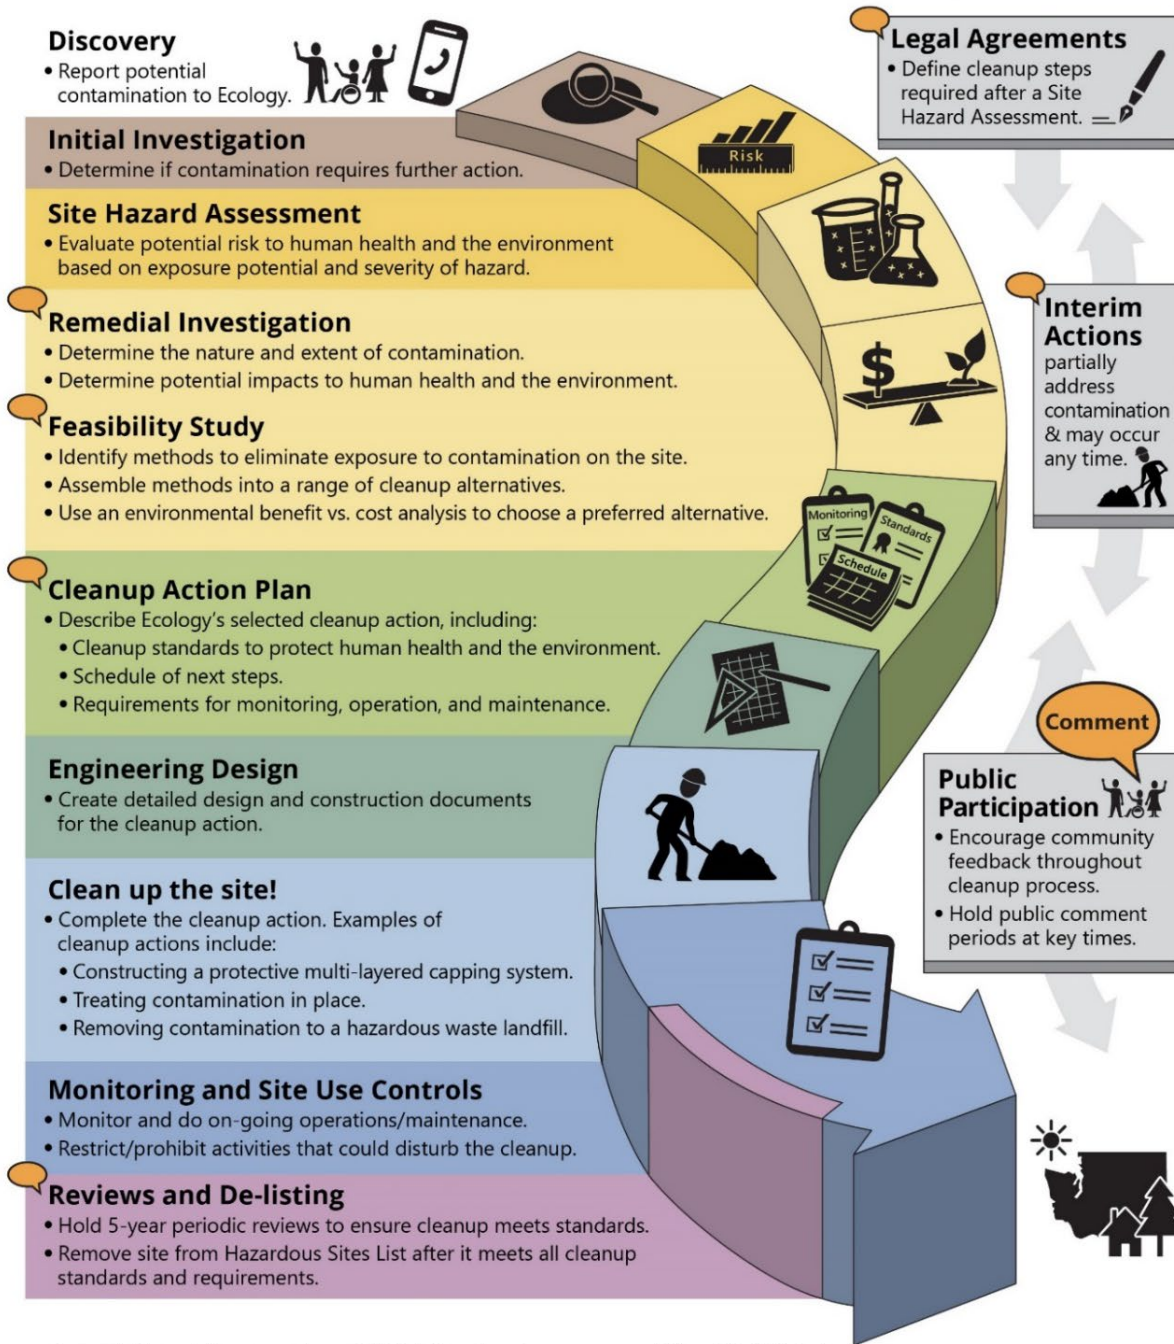 Discovery
• Report potential
contamination to Ecology.
Initial Investigation
• Determine if contamination requires further action.
Site Hazard Assessment
• Evaluate potential risk to human health and the environment
based on exposure potential and severity of hazard.
Remedial Investigation
• Determine the nature and extent of contamination.
• Determine potential impacts to human health and the environment.
Feasibility Study
• Identify methods to eliminate exposure to contamination on the site.
• Assemble methods into a range of cleanup alternatives.
• Use an environmental benefit vs. cost analysis to choose a preferred alternative.
Cleanup Action Plan
• Describe Ecology's selected cleanup action, including:
• Cleanup standards to protect human health and the environment.
• Schedule of next steps.
• Requirements for monitoring, operation, and maintenance.
Engineering Design
• Create detailed design and construction documents
for the cleanup action.
Clean up the site!
• Complete the cleanup action. Examples of
cleanup actions include:
• Constructing a protective multi-layered capping system.
• Treating contamination in place.
• Removing contamination to a hazardous waste landfill.
Monitoring and Site Use Controls
• Monitor and do on-going operations/maintenance.
• Restrict/prohibit activities that could disturb the cleanup.
Reviews and De-listing
• Hold 5-year periodic reviews to ensure cleanup meets standards.
• Remove site from Hazardous Sites List after it meets all cleanup
standards and requirements.
Risk
$
Monitoring
Standards
Schedule
Legal Agreements
• Define cleanup steps
required after a Site
Hazard Assessment.
Interim
Actions
partially
address
contamination
& may occur
any time.
Comment
Public
Participation
• Encourage community
feedback throughout
cleanup process.
• Hold public comment
periods at key times.